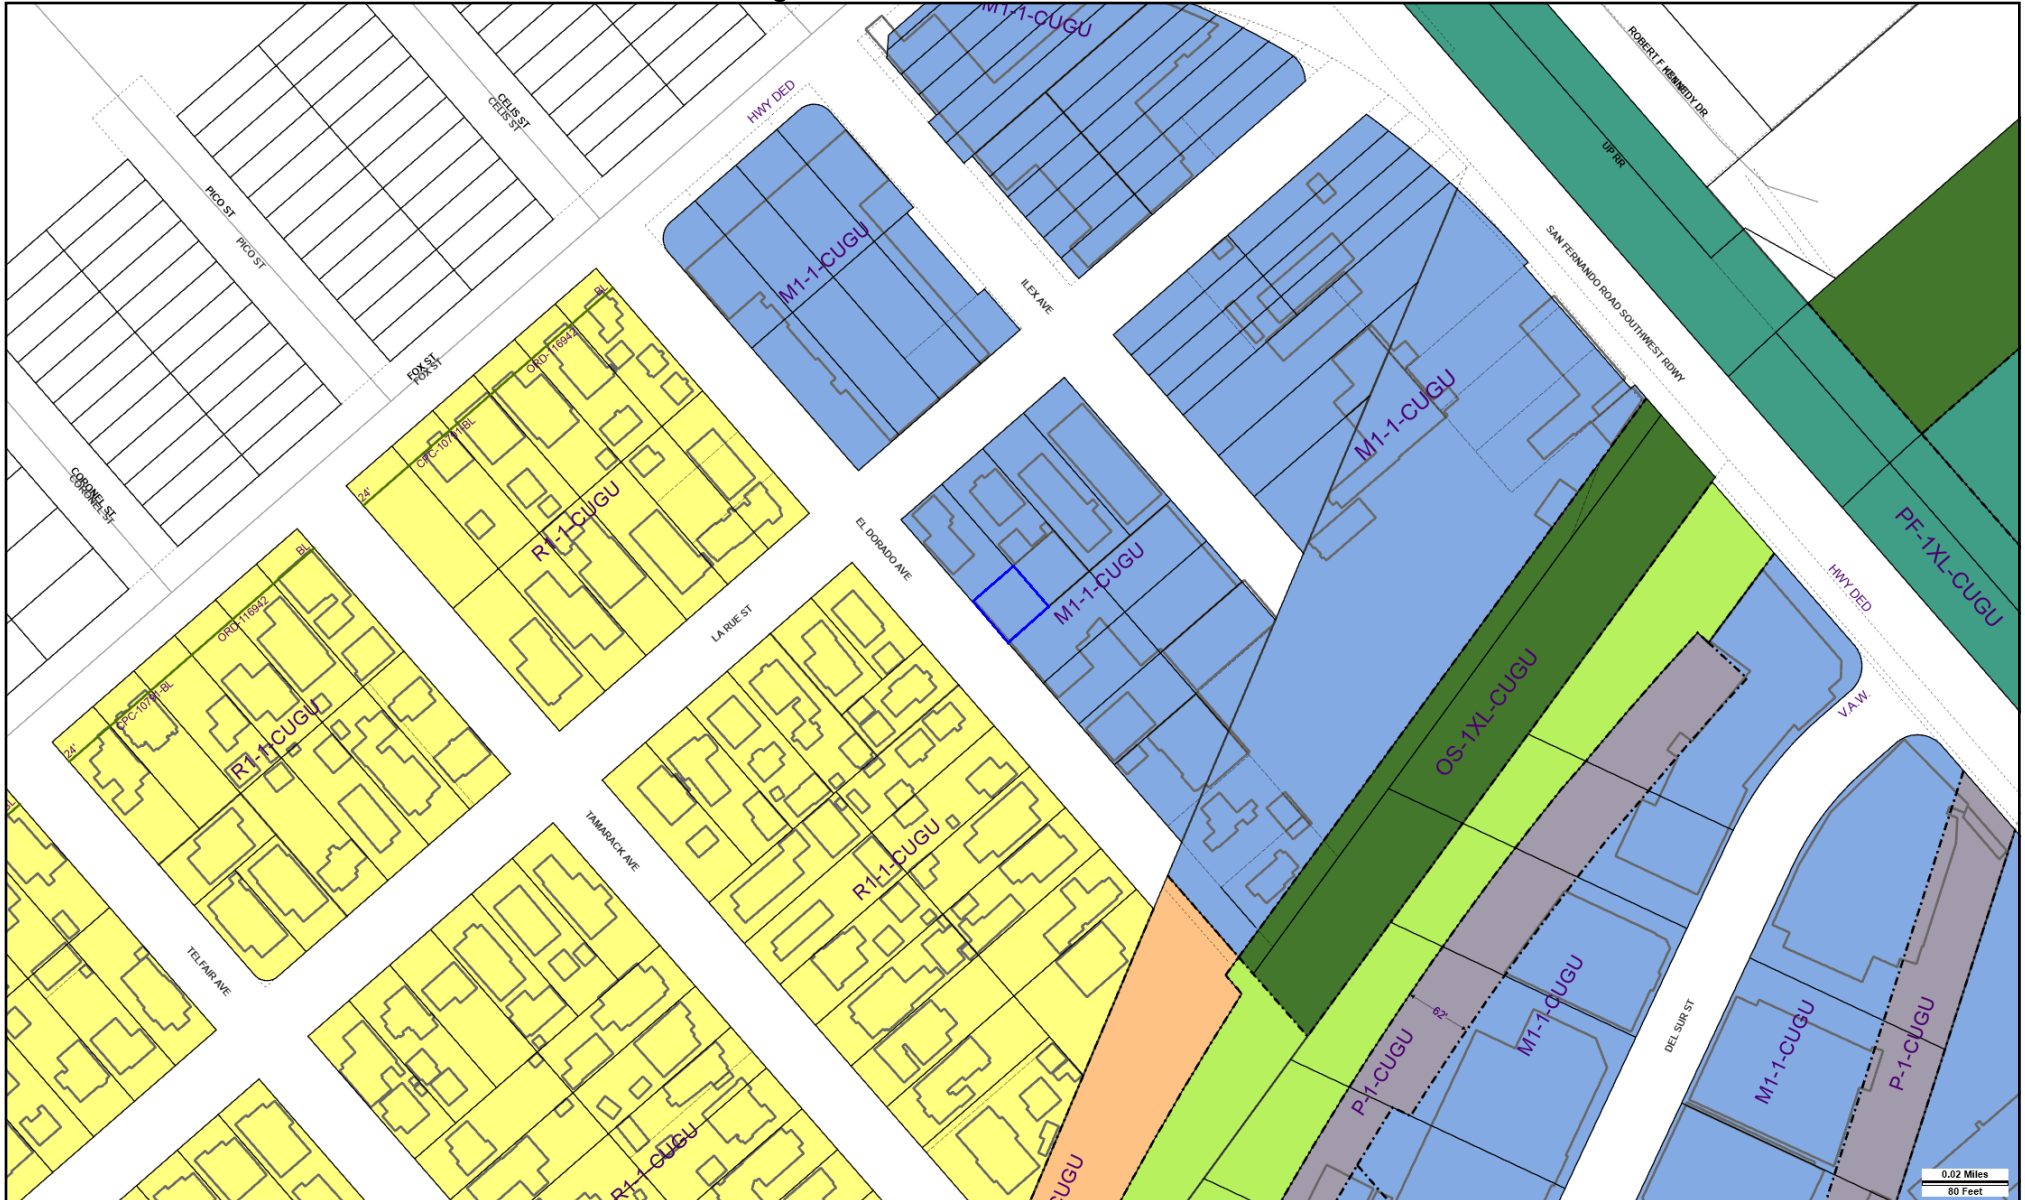 M1-1-CUGU
ROBERT F KENNEDY DR
HWY DED
CELIS ST
CELIS ST
UP RR
PICO ST
PICO ST
M1-1-CUGU
ILEX AVE
SAN FERNANDO ROAD SOUTHWEST RDWY
BL
ORD-116942
FOX ST
FOX ST
CPC-10781-BL
24'
M1-1-CUGU
R1-1-CUGU
CORONEL ST
CORONEL ST
EL DORADO AVE
M1-1-CUGU
PF-1XL-CUGU
HWY DED
BL
ORD-116942
LA RUE ST
OS-1XL-CUGU
V.A.W.
CPC-10781-BL
24'
R1-1-CUGU
BL
TAMARACK AVE
R1-1-CUGU
TELFAIR AVE
62'
M1-1-CUGU
DEL SUR ST
M1-1-CUGU
P-1-CUGU
P-1-CUGU
R1-1-CUGU
CUGU
0.02 Miles
80 Feet